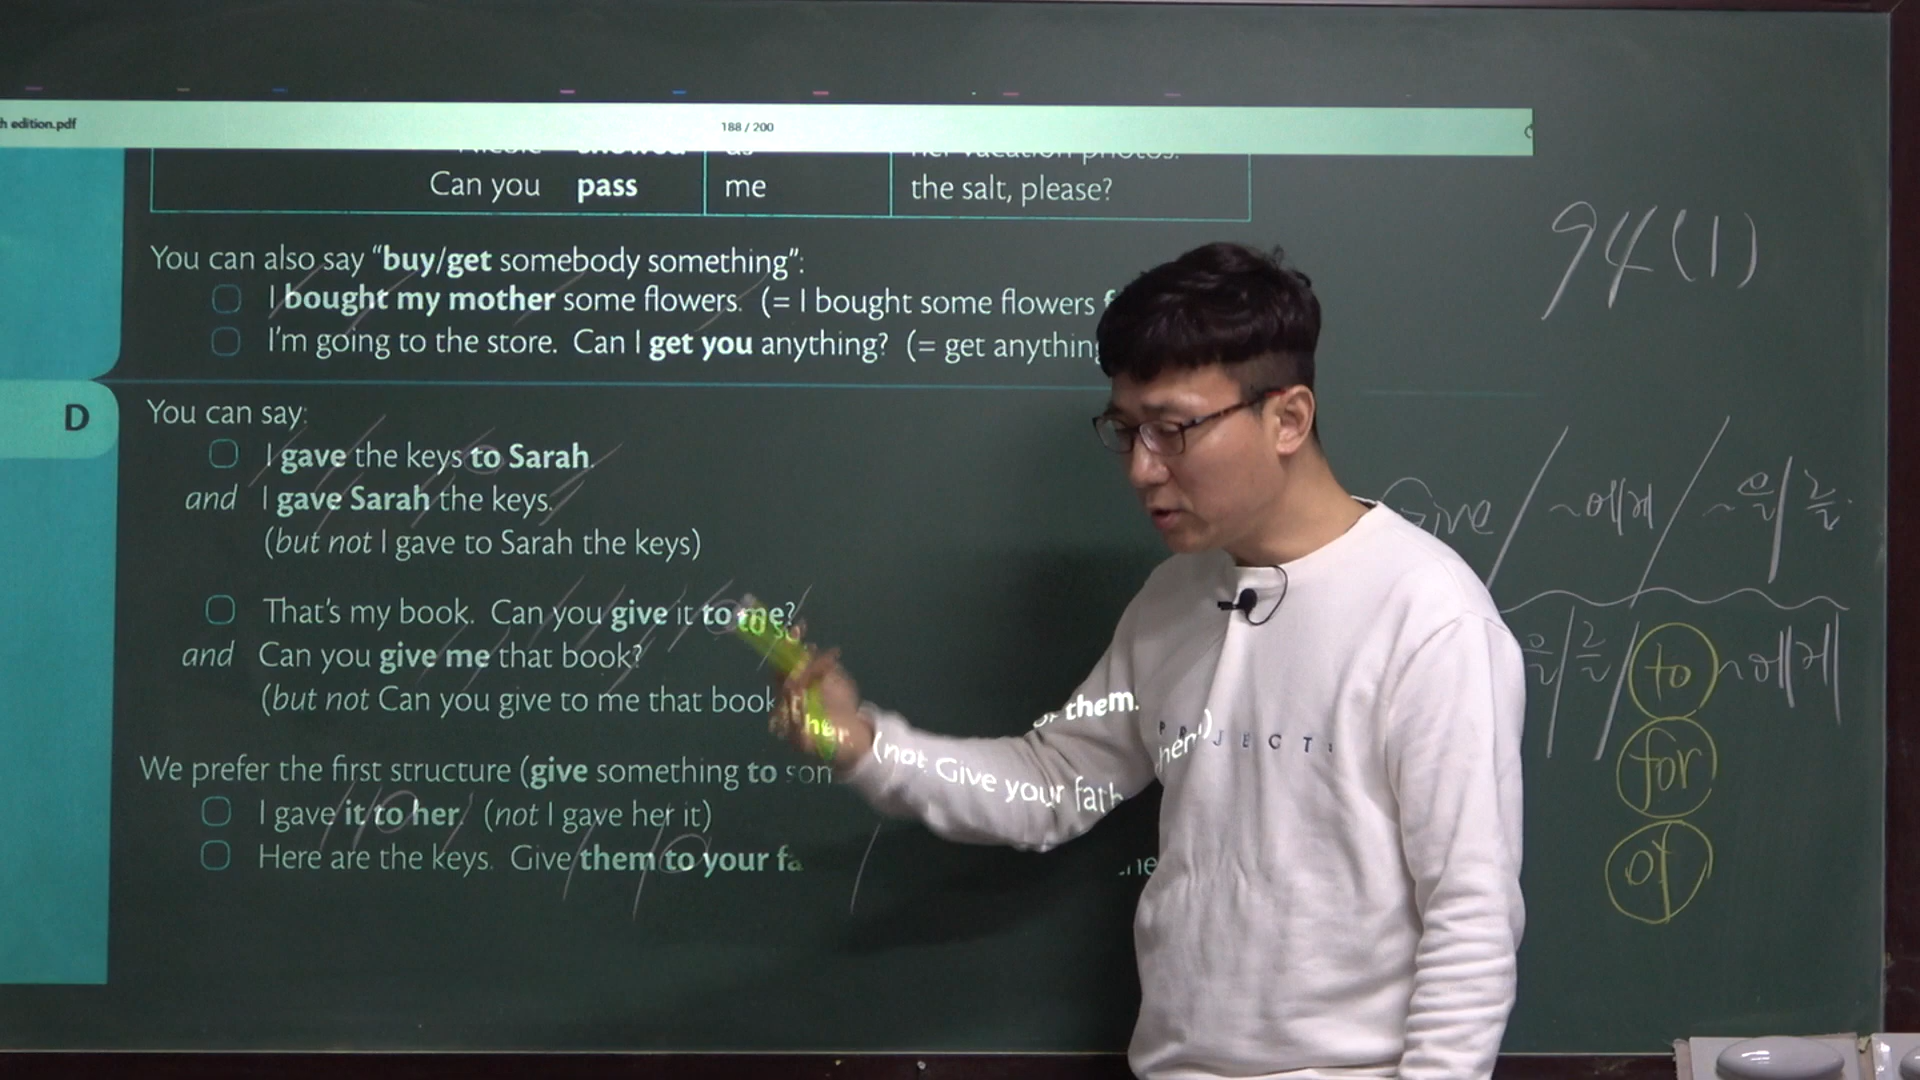 h edition.pdf
188 / 200
Can you pass me the salt, please?
You can also say “buy/get somebody something”:
I bought my mother some flowers. (= I bought some flowers
I’m going to the store. Can I get you anything? (= get anything
D
You can say:
I gave the keys to Sarah.
and I gave Sarah the keys.
(but not I gave to Sarah the keys)
That’s my book. Can you give it to me?
and Can you give me that book?
(but not Can you give to me that book
We prefer the first structure (give something to som
I gave it to her. (not I gave her it)
Here are the keys. Give them to your fa
them.
(not Give your fath
PROJECT
94(1)
Give / ~에게 / ~을/를
을/를 / to ~에게
for
of